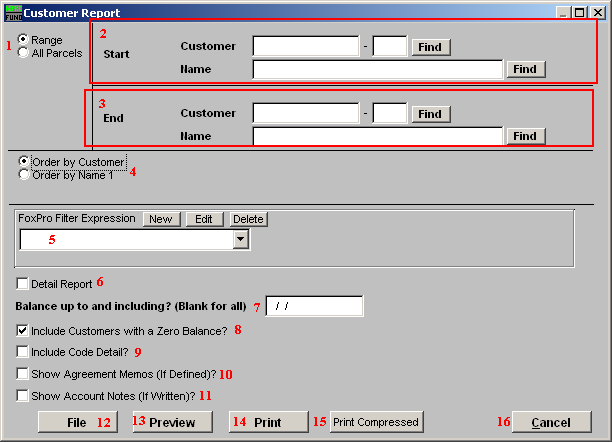 FUND Customer Report
1 Range
All Parcels
2
Start
Customer - Find
Name Find
3
End
Customer - Find
Name Find
Order by Customer
Order by Name 1 4
FoxPro Filter Expression New Edit Delete
5
Detail Report 6
Balance up to and including? (Blank for all) 7 / /
Include Customers with a Zero Balance? 8
Include Code Detail? 9
Show Agreement Memos (If Defined)? 10
Show Account Notes (If Written)? 11
File 12 13 Preview 14 Print 15 Print Compressed 16 Cancel